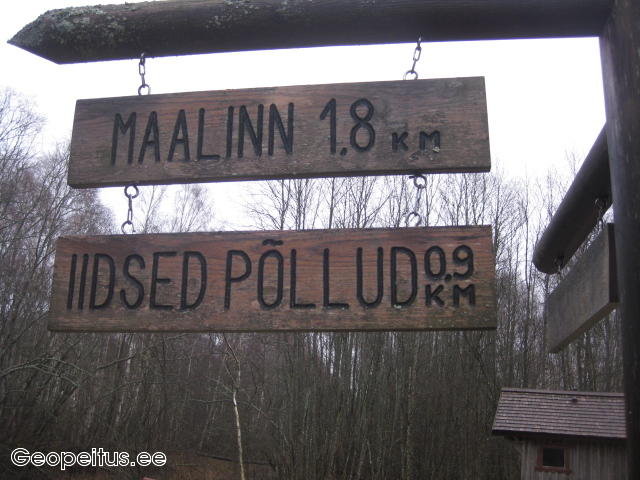 MAALINN 1.8 KM
IIDSED PÕLLUD 0.9 KM
Geopeitus.ee